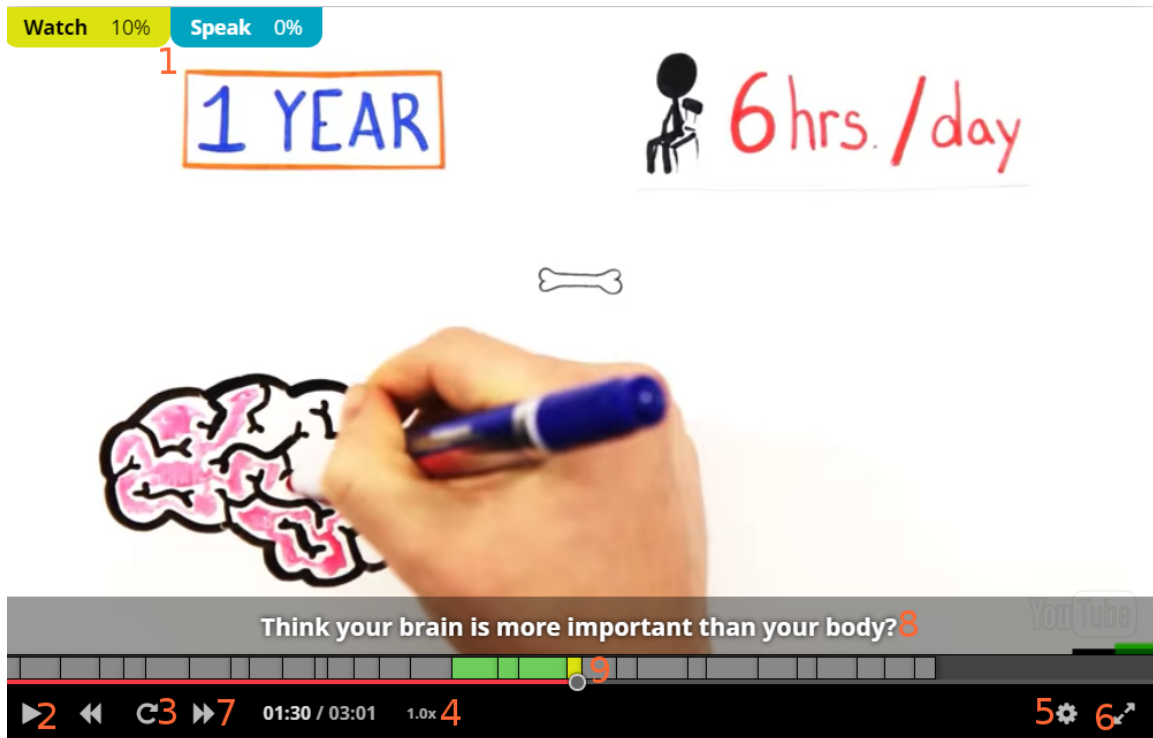 Watch 10% Speak 0%
1
1 YEAR
6 hrs./day
Think your brain is more important than your body? 8
YouTube
9
2 3 7 01:30 / 03:01 1.0x 4 5 6